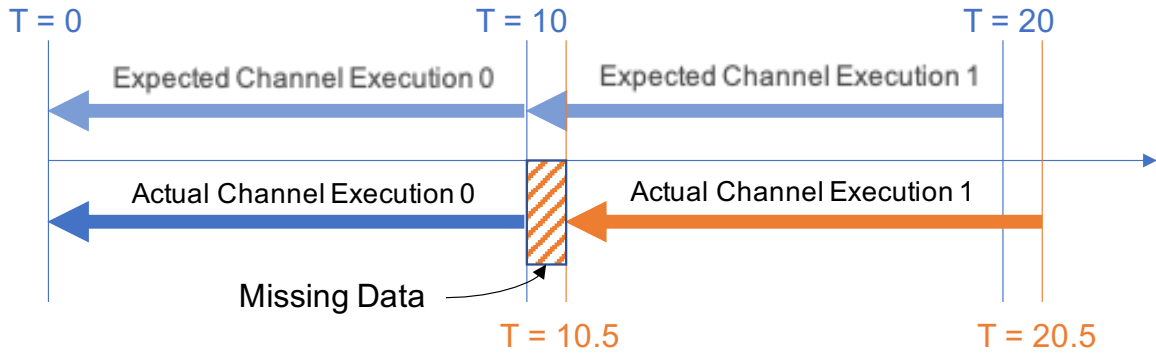 T = 0
T = 10
T = 20
Expected Channel Execution 0
Expected Channel Execution 1
Actual Channel Execution 0
Actual Channel Execution 1
Missing Data
T = 10.5
T = 20.5